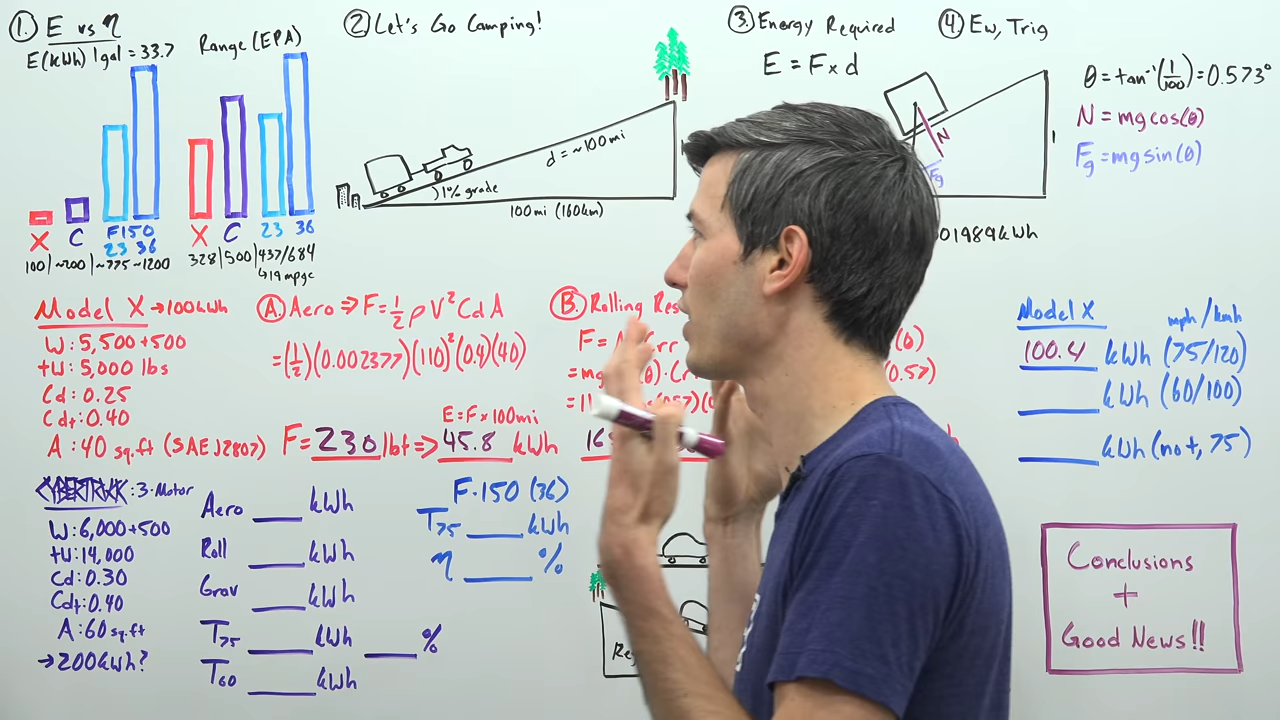 ① E vs η
E(kWh) 1gal = 33.7
Range (EPA)
X C F150
23 36
100 | ~200 | ~775 ~1200
X C 23 36
328 | 500 | 437/684
↳19 mpge
② Let's Go Camping!
d = ~100mi
1% grade
100mi (160km)
③ Energy Required
E = F × d
④ Ew, Trig
N
Fg
1
θ = tan⁻¹(1/100) = 0.573°
N = mgcos(θ)
Fg = mgsin(θ)
01989kWh
Model X → 100kWh
W: 5,500+500
tW: 5,000 lbs
Cd: 0.25
Cdt: 0.40
A: 40 sq.ft (SAE J2807)
Ⓐ Aero ⇒ F = ½ ρ V² Cd A
= (½)(0.002377)(110)²(0.4)(40)
E = F × 100mi
F = 230 lbf ⇒ 45.8 kWh
Ⓑ Rolling Res
F =
= mg
(0.57)
Model X mph / kmh
100.4 kWh (75/120)
kWh (60/100)
kWh (no t, 75)
CYBERTRUCK: 3-Motor
W: 6,000+500
tW: 14,000
Cd: 0.30
Cdt: 0.40
A: 60 sq.ft
→ 200kWh?
Aero ___ kWh
Roll ___ kWh
Grav ___ kWh
T75 ___ kWh ___ %
T60 ___ kWh
F-150 (36)
T75 ___ kWh
η ___ %
Conclusions
+
Good News!!